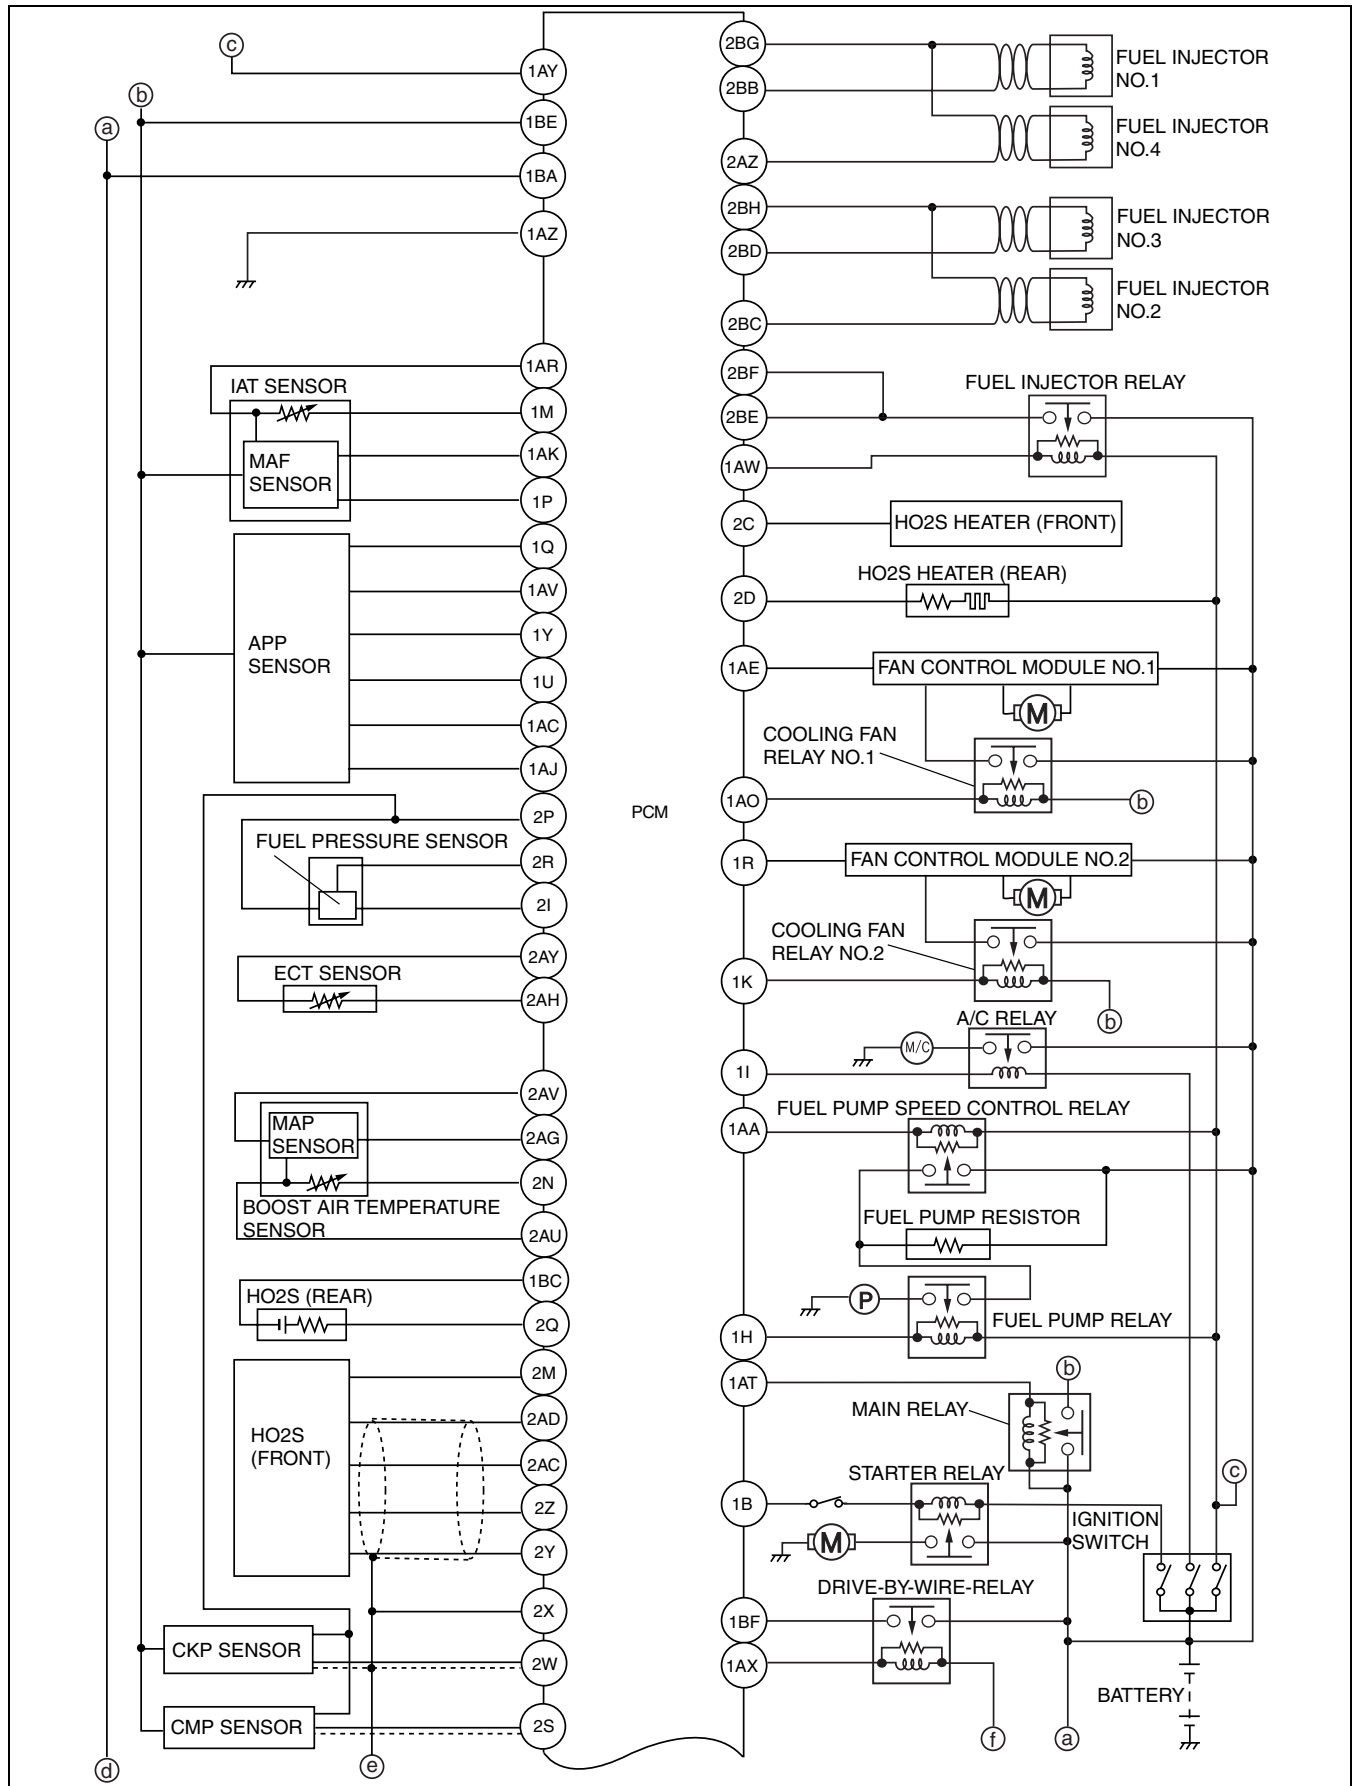 c
1AY
b
1BE
a
1BA
1AZ
1AR
IAT SENSOR
1M
MAF
SENSOR
1AK
1P
1Q
1AV
1Y
APP
SENSOR
1U
1AC
1AJ
2P
FUEL PRESSURE SENSOR
2R
2I
2AY
ECT SENSOR
2AH
2AV
MAP
SENSOR
2AG
2N
BOOST AIR TEMPERATURE
SENSOR
2AU
1BC
HO2S (REAR)
2Q
2M
2AD
HO2S
(FRONT)
2AC
2Z
2Y
2X
CKP SENSOR
2W
CMP SENSOR
2S
d
e
PCM
2BG
FUEL INJECTOR
NO.1
2BB
FUEL INJECTOR
NO.4
2AZ
2BH
FUEL INJECTOR
NO.3
2BD
FUEL INJECTOR
NO.2
2BC
2BF
FUEL INJECTOR RELAY
2BE
1AW
2C
HO2S HEATER (FRONT)
HO2S HEATER (REAR)
2D
1AE
FAN CONTROL MODULE NO.1
M
COOLING FAN
RELAY NO.1
1AO
b
1R
FAN CONTROL MODULE NO.2
M
COOLING FAN
RELAY NO.2
1K
b
A/C RELAY
M/C
1I
FUEL PUMP SPEED CONTROL RELAY
1AA
FUEL PUMP RESISTOR
P
FUEL PUMP RELAY
1H
1AT
b
MAIN RELAY
STARTER RELAY
c
1B
IGNITION
SWITCH
M
DRIVE-BY-WIRE-RELAY
1BF
1AX
BATTERY
f
a